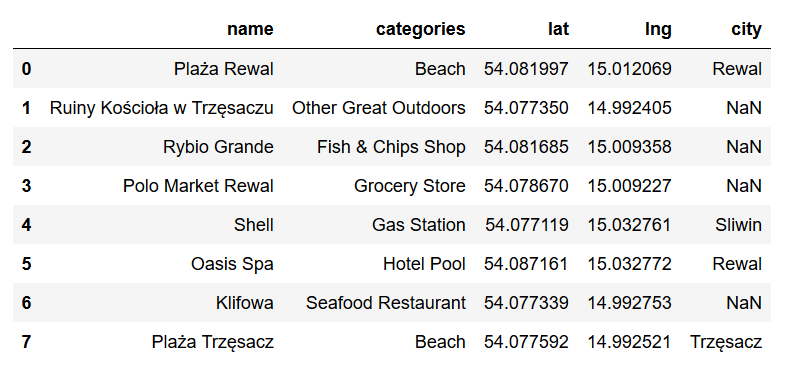 name categories lat lng city
0 Plaża Rewal Beach 54.081997 15.012069 Rewal
1 Ruiny Kościoła w Trzęsaczu Other Great Outdoors 54.077350 14.992405 NaN
2 Rybio Grande Fish & Chips Shop 54.081685 15.009358 NaN
3 Polo Market Rewal Grocery Store 54.078670 15.009227 NaN
4 Shell Gas Station 54.077119 15.032761 Sliwin
5 Oasis Spa Hotel Pool 54.087161 15.032772 Rewal
6 Klifowa Seafood Restaurant 54.077339 14.992753 NaN
7 Plaża Trzęsacz Beach 54.077592 14.992521 Trzęsacz